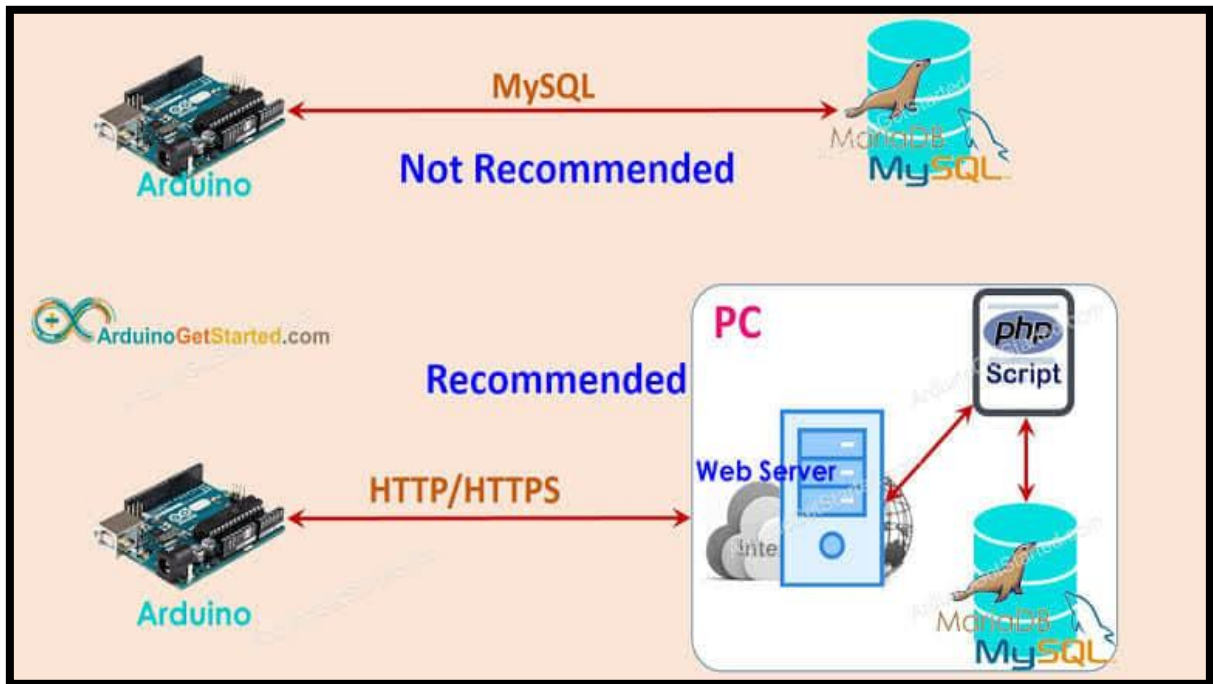 MySQL
Not Recommended
Arduino
MariaDB
MySQL
ArduinoGetStarted.com
Recommended
PC
php
Script
Web Server
HTTP/HTTPS
Arduino
MariaDB
MySQL